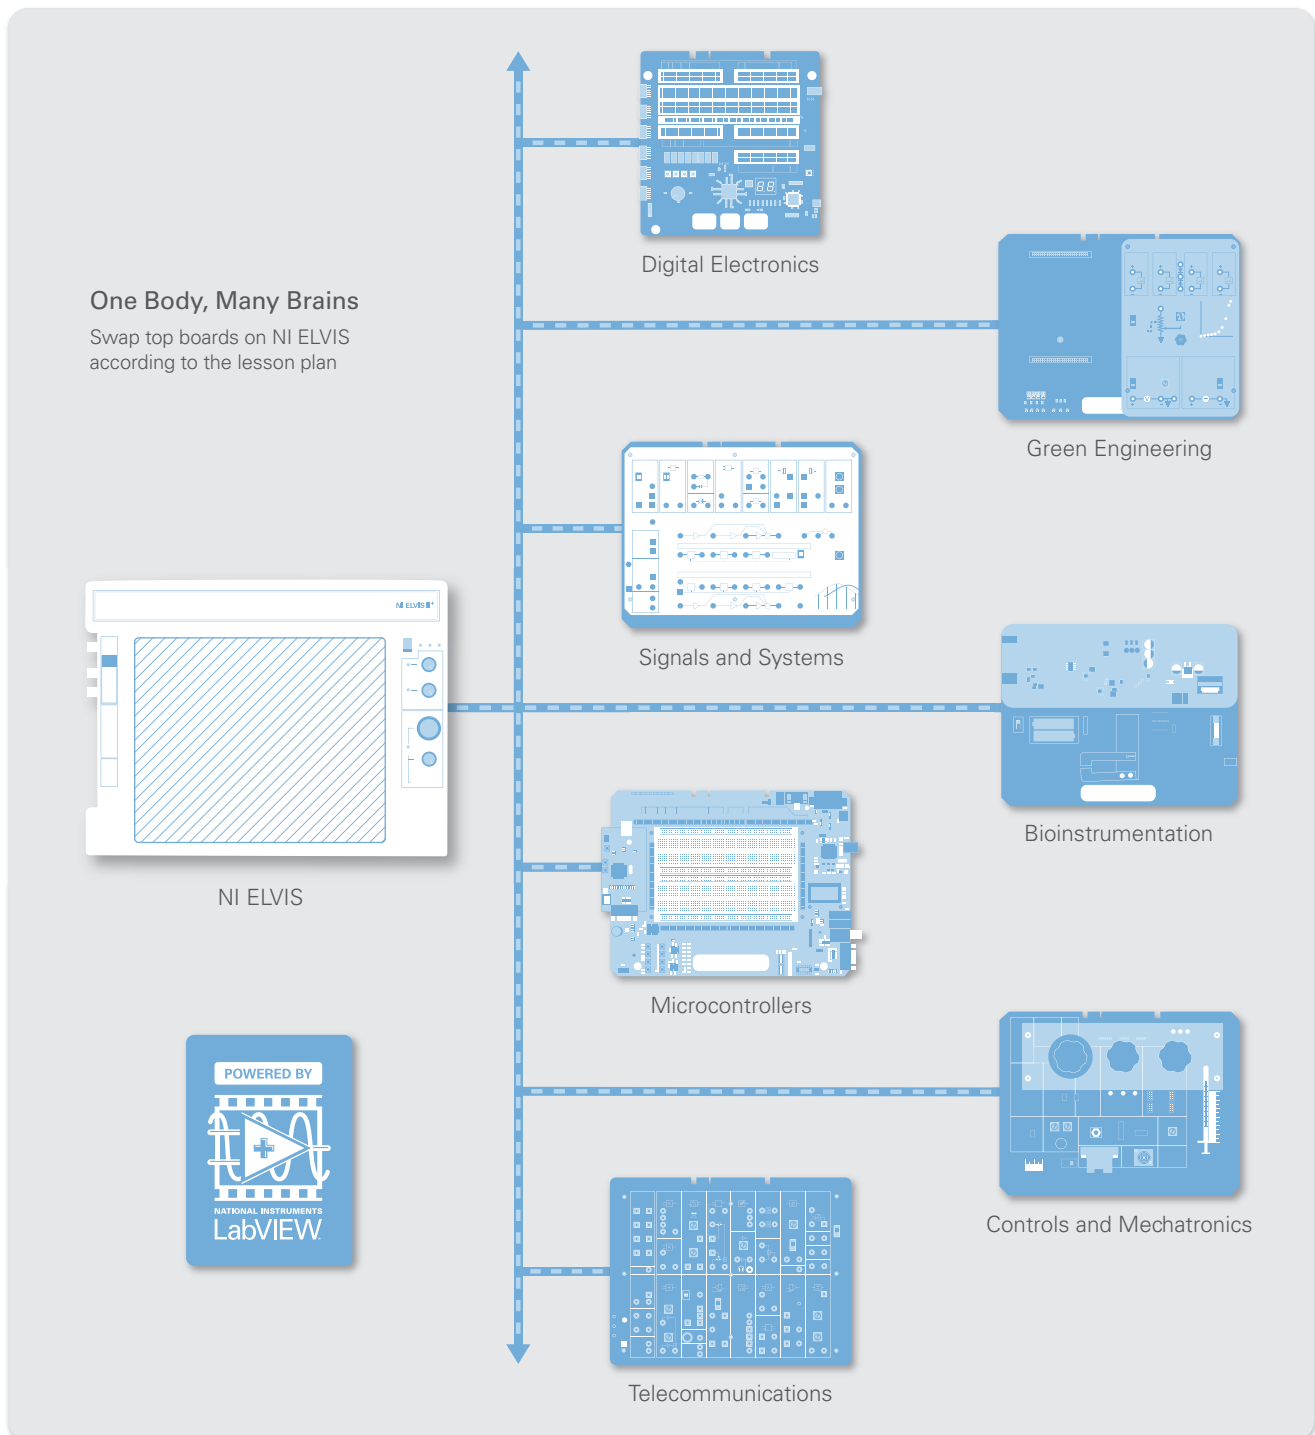 Digital Electronics
One Body, Many Brains
Swap top boards on NI ELVIS
according to the lesson plan
Green Engineering
Signals and Systems
NI ELVIS II+
NI ELVIS
Bioinstrumentation
Microcontrollers
POWERED BY
NATIONAL INSTRUMENTS
LabVIEW
Controls and Mechatronics
Telecommunications